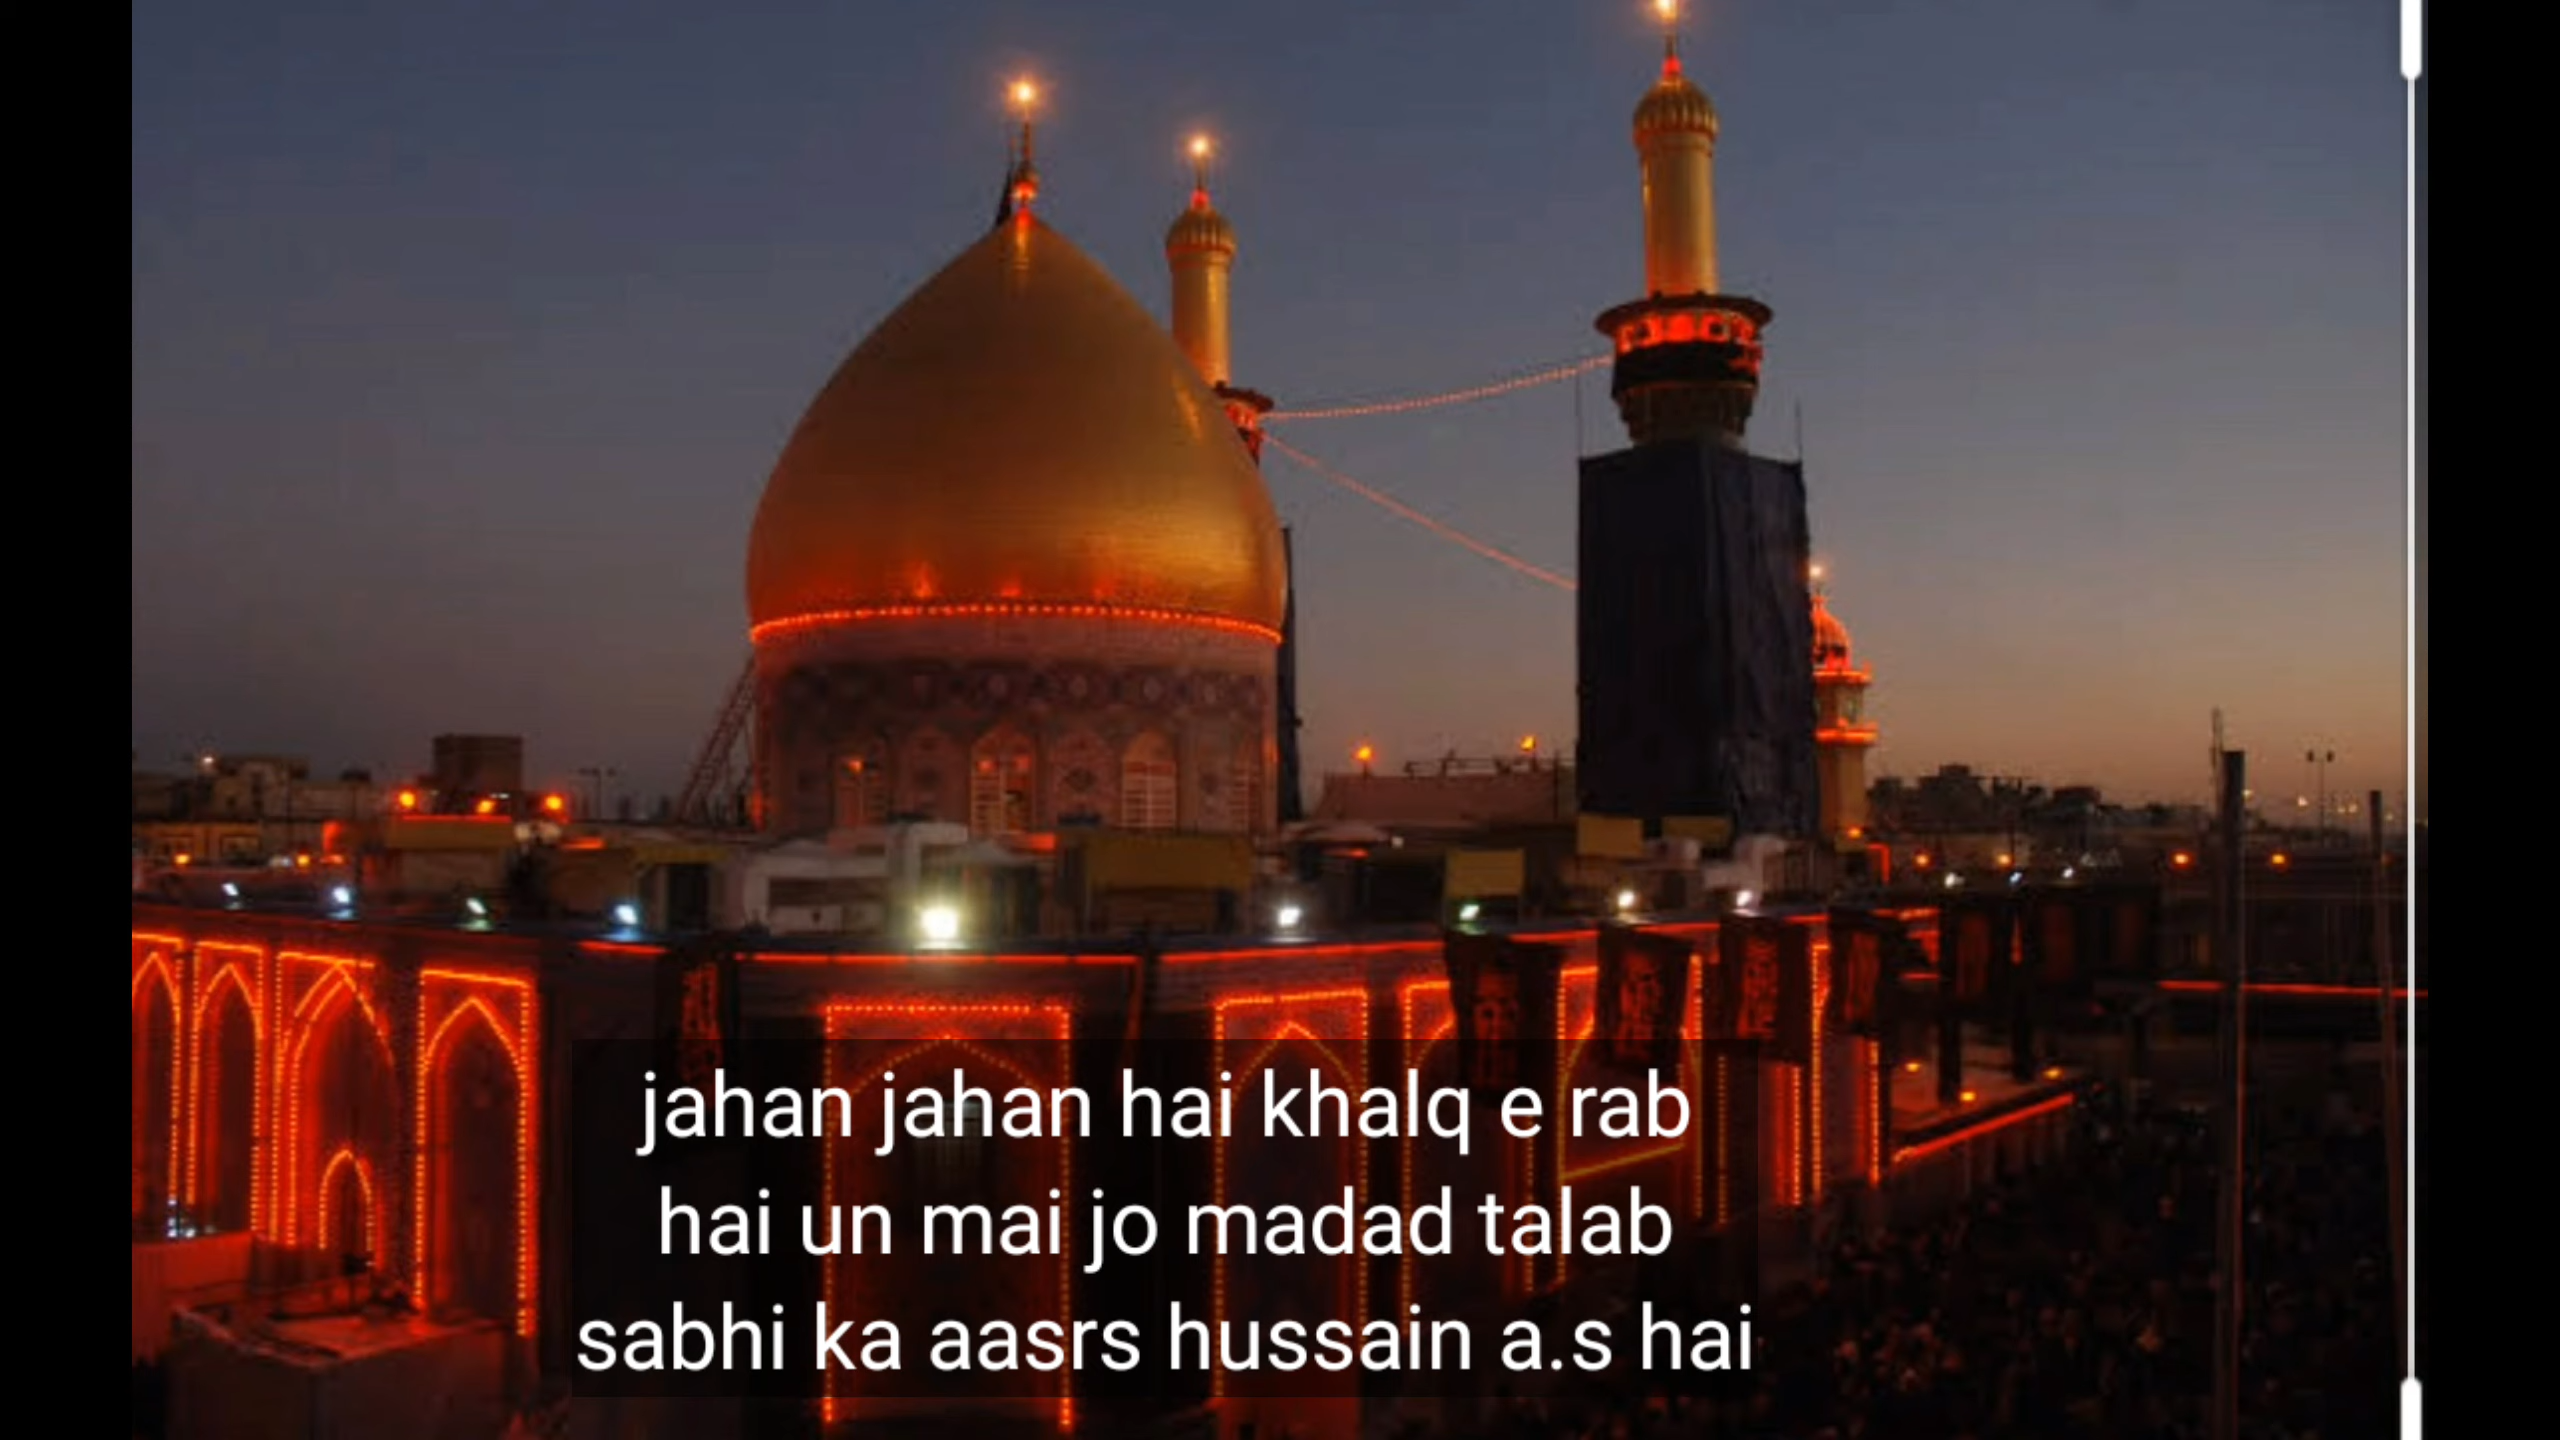 jahan jahan hai khalq e rab
hai un mai jo madad talab
sabhi ka aasrs hussain a.s hai